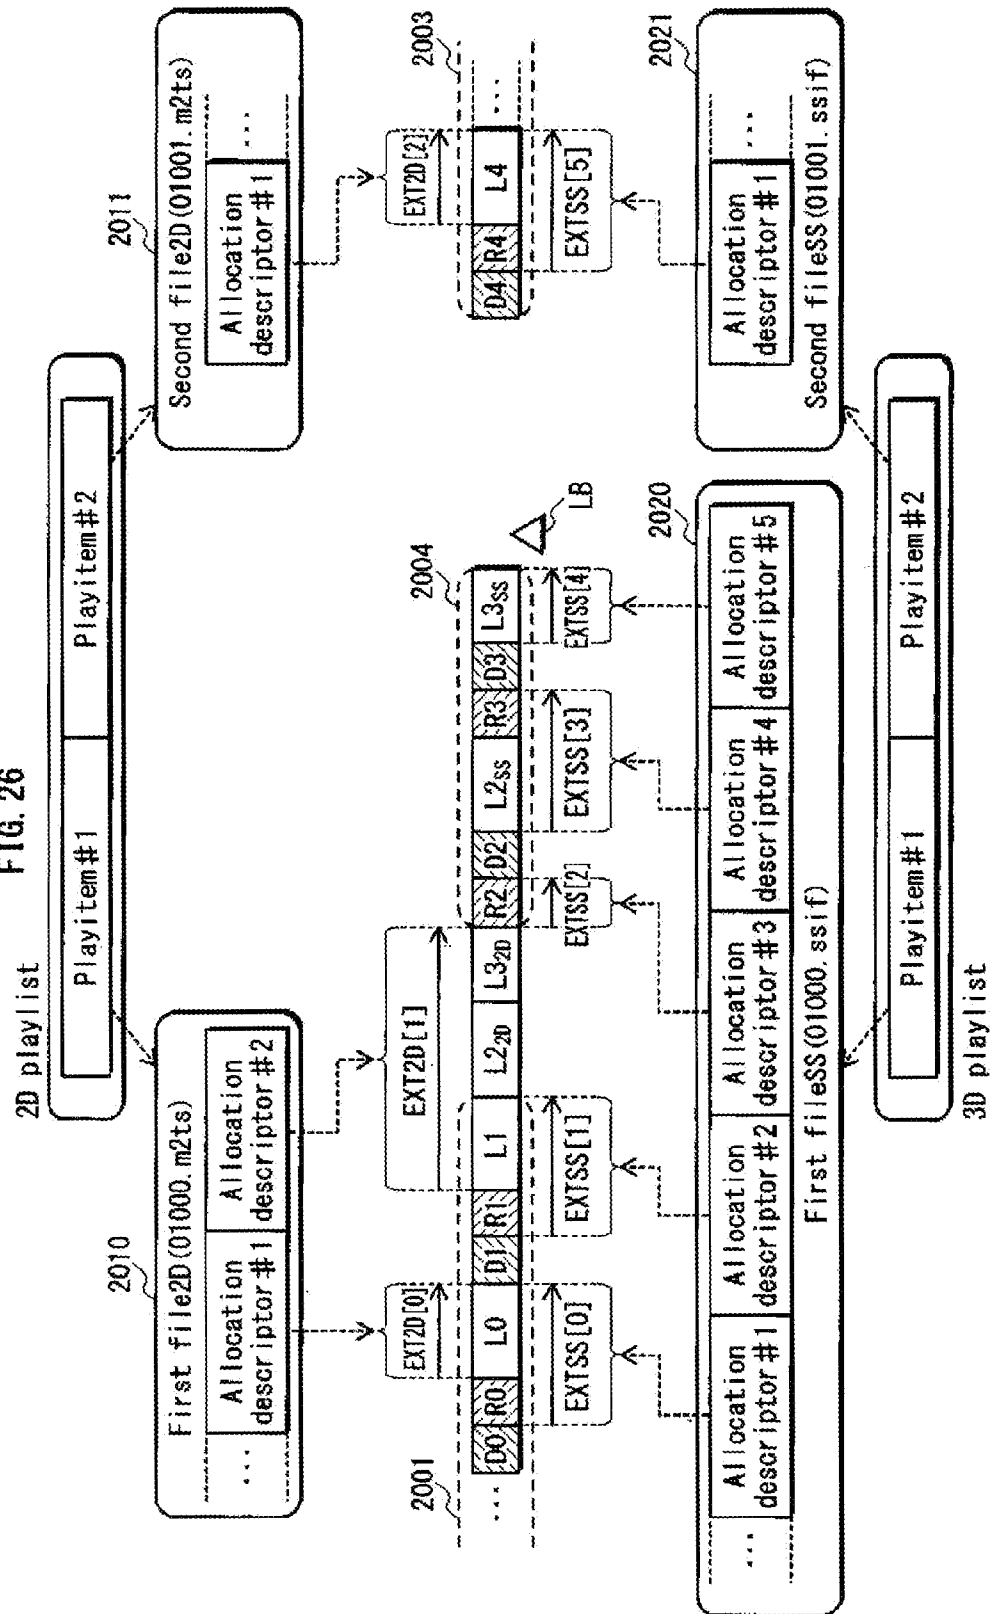 FIG. 26
2D playlist
Playitem#1
Playitem#2
2010
First file2D(01000.m2ts)
...
Allocation
descriptor#1
Allocation
descriptor#2
2011
Second file2D(01001.m2ts)
Allocation
descriptor#1
...
EXT2D[0]
EXT2D[1]
EXT2D[2]
2001
2004
2003
...
D0
R0
L0
D1
R1
L1
L22D
L32D
R2
D2
L2SS
R3
D3
L3SS
D4
R4
L4
...
LB
EXTSS[0]
EXTSS[1]
EXTSS[2]
EXTSS[3]
EXTSS[4]
EXTSS[5]
2020
...
Allocation
descriptor#1
Allocation
descriptor#2
Allocation
descriptor#3
Allocation
descriptor#4
Allocation
descriptor#5
First fileSS(01000.ssif)
2021
Allocation
descriptor#1
...
Second fileSS(01001.ssif)
Playitem#1
Playitem#2
3D playlist